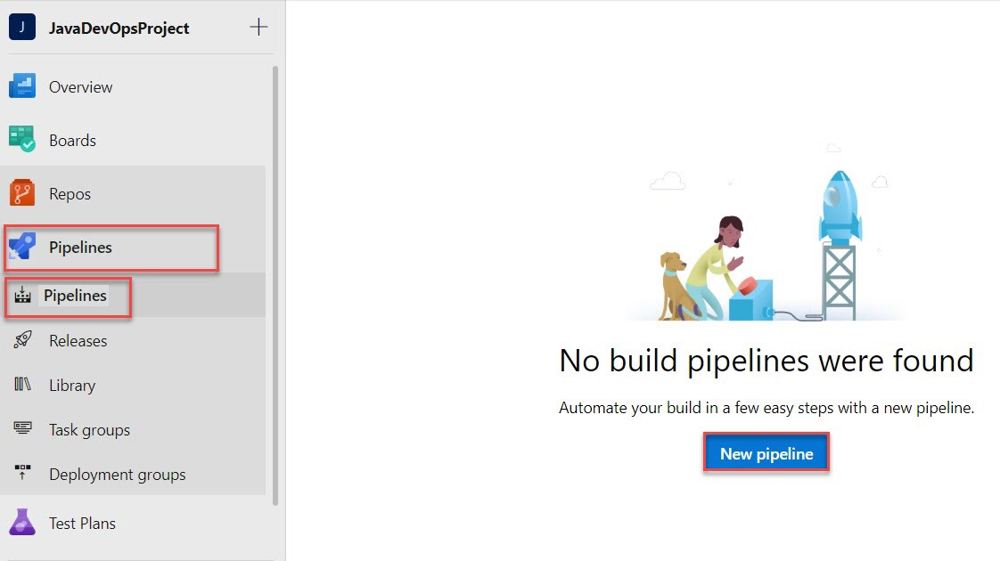 J JavaDevOpsProject +
Overview
Boards
Repos
Pipelines
Pipelines
Releases
Library
Task groups
Deployment groups
Test Plans
No build pipelines were found
Automate your build in a few easy steps with a new pipeline.
New pipeline